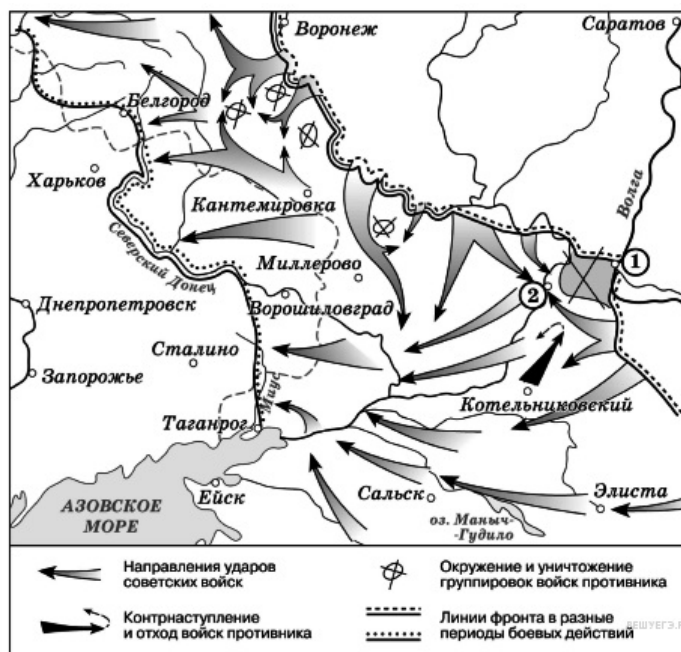 Воронеж
Саратов
Белгород
Харьков
Кантемировка
Волга
Северский Донец
Миллерово
1
2
Днепропетровск
Ворошиловград
Сталино
Запорожье
Миус
Котельниковский
Таганрог
АЗОВСКОЕ
МОРЕ
Ейск
Сальск
Элиста
оз. Маныч-
-Гудило
Направления ударов
советских войск
Окружение и уничтожение
группировок войск противника
Контрнаступление
и отход войск противника
Линии фронта в разные
периоды боевых действий